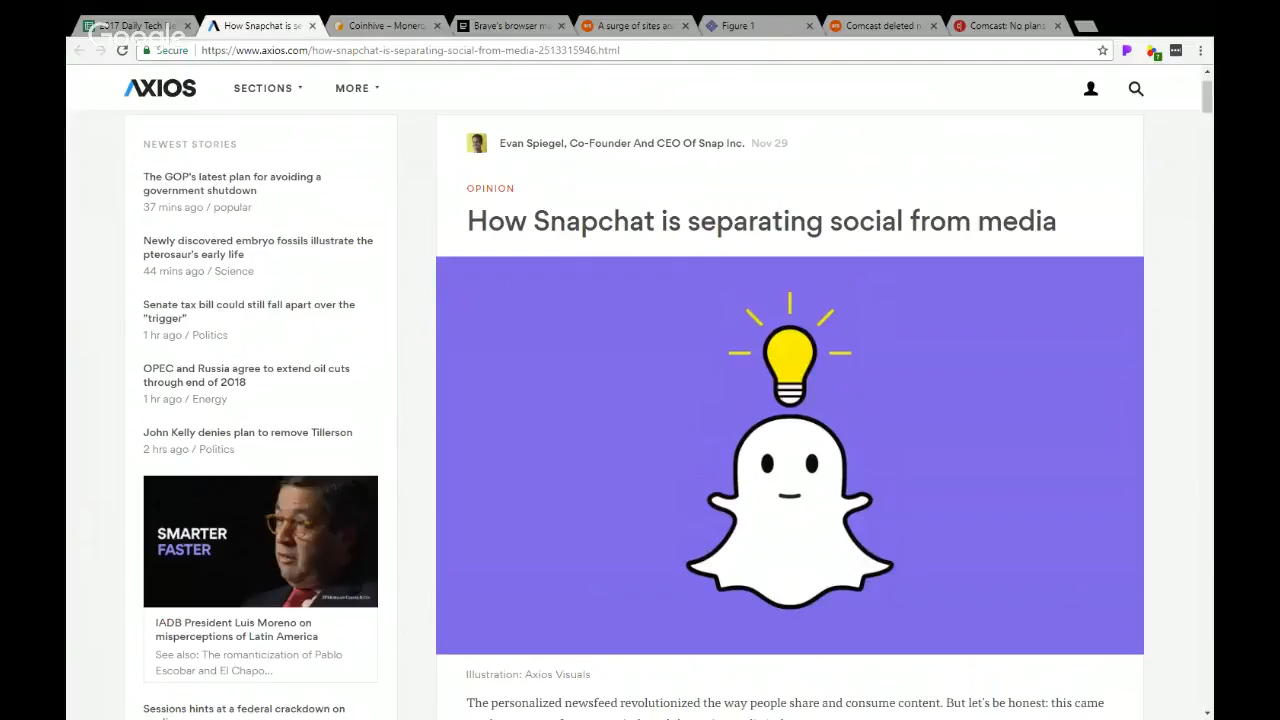 2017 Daily Tech
How Snapchat is se
Coinhive – Monero
Brave's browser ma
A surge of sites ac
Figure 1
Comcast deleted n
Comcast: No plans
Google
Secure
https://www.axios.com/how-snapchat-is-separating-social-from-media-2513315946.html
AXIOS
SECTIONS
MORE
NEWEST STORIES
The GOP's latest plan for avoiding a
government shutdown
37 mins ago / popular
Newly discovered embryo fossils illustrate the
pterosaur's early life
44 mins ago / Science
Senate tax bill could still fall apart over the
"trigger"
1 hr ago / Politics
OPEC and Russia agree to extend oil cuts
through end of 2018
1 hr ago / Energy
John Kelly denies plan to remove Tillerson
2 hrs ago / Politics
SMARTER
FASTER
IADB President Luis Moreno on
misperceptions of Latin America
See also: The romanticization of Pablo
Escobar and El Chapo...
Sessions hints at a federal crackdown on
Evan Spiegel, Co-Founder And CEO Of Snap Inc. Nov 29
OPINION
How Snapchat is separating social from media
Illustration: Axios Visuals
The personalized newsfeed revolutionized the way people share and consume content. But let's be honest: this came